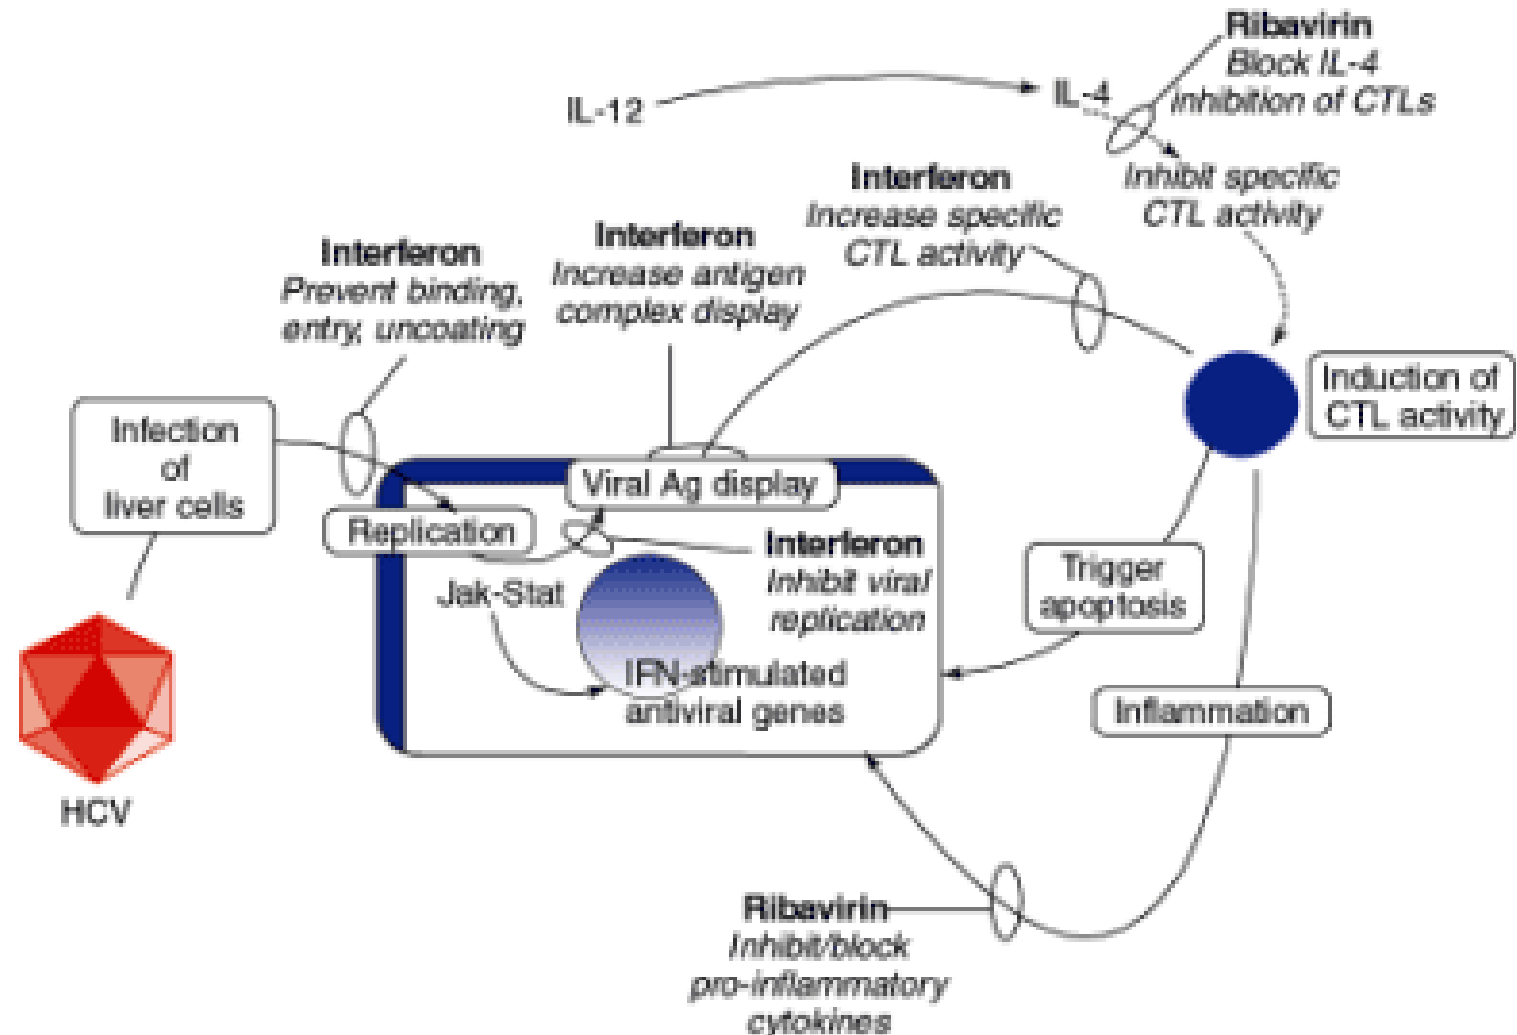 Ribavirin
Block IL-4
inhibition of CTLs
IL-12
IL-4
Inhibit specific
CTL activity
Interferon
Increase specific
CTL activity
Interferon
Increase antigen
complex display
Interferon
Prevent binding,
entry, uncoating
Induction of
CTL activity
Infection
of
liver cells
Viral Ag display
Replication
Interferon
Inhibit viral
replication
Jak-Stat
IFN-stimulated
antiviral genes
Trigger
apoptosis
Inflammation
HCV
Ribavirin
Inhibit/block
pro-inflammatory
cytokines